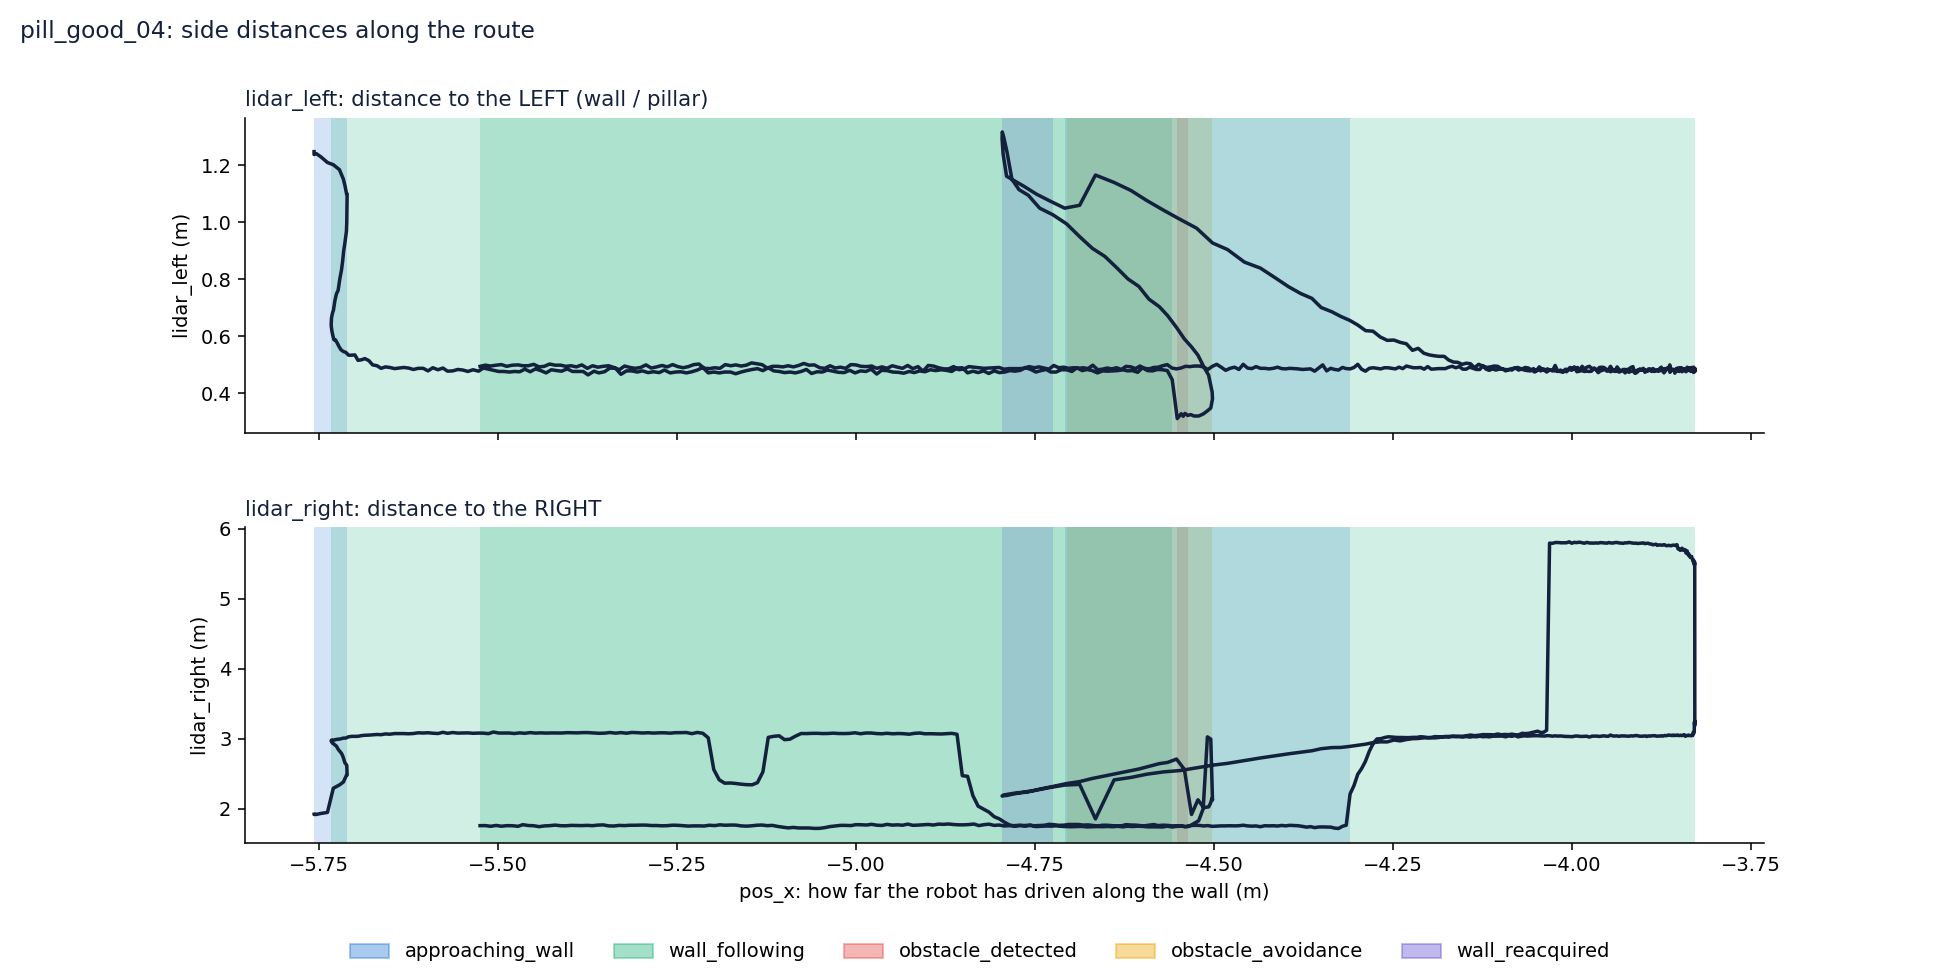 pill_good_04: side distances along the route
lidar_left: distance to the LEFT (wall / pillar)
lidar_left (m)
1.2
1.0
0.8
0.6
0.4
lidar_right: distance to the RIGHT
lidar_right (m)
6
5
4
3
2
−5.75 −5.50 −5.25 −5.00 −4.75 −4.50 −4.25 −4.00 −3.75
pos_x: how far the robot has driven along the wall (m)
approaching_wall wall_following obstacle_detected obstacle_avoidance wall_reacquired